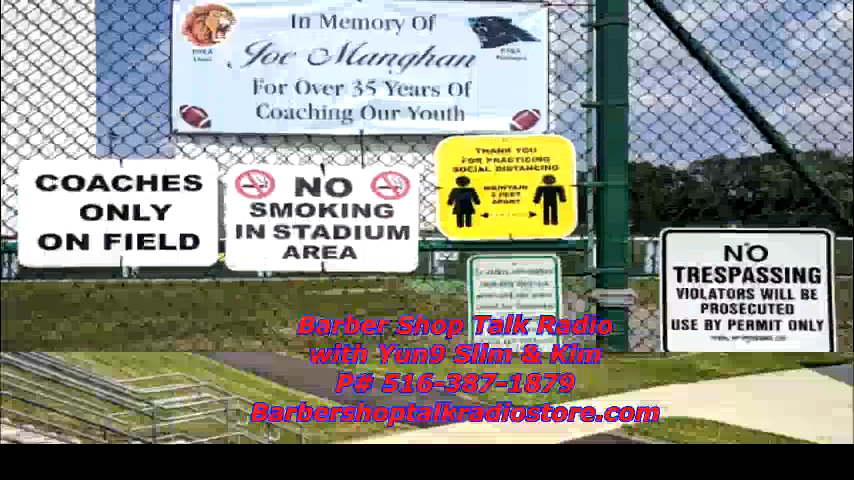 In Memory Of
Joe Manghan
For Over 35 Years Of
Coaching Our Youth
COACHES
ONLY
ON FIELD
NO
SMOKING
IN STADIUM
AREA
THANK YOU
FOR PRACTICING
SOCIAL DISTANCING
MAINTAIN
6 FEET
APART
NO
TRESPASSING
VIOLATORS WILL BE
PROSECUTED
USE BY PERMIT ONLY
Barber Shop Talk Radio
with Yung Slim & Kim
P# 516-387-1879
Barbershoptalkradiostore.com